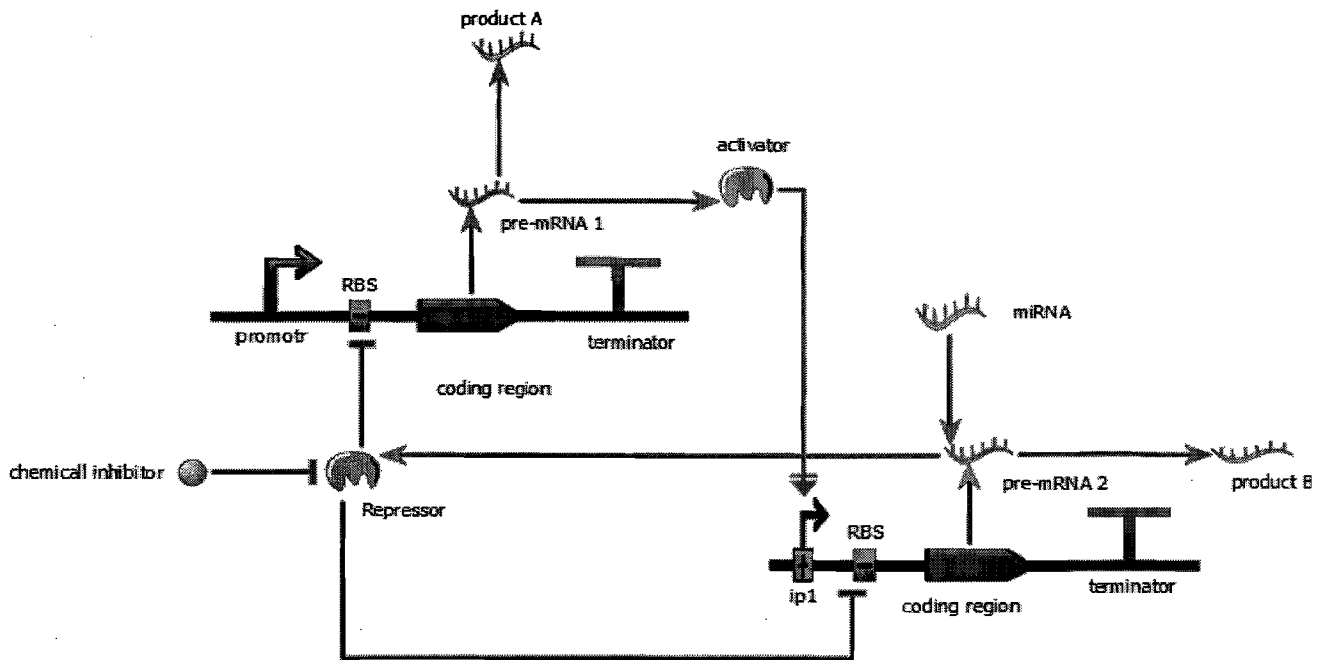 product A
activator
pre-mRNA 1
RBS
promotr
terminator
miRNA
coding region
chemicall inhibitor
pre-mRNA 2
product B
Repressor
RBS
ip1
coding region
terminator